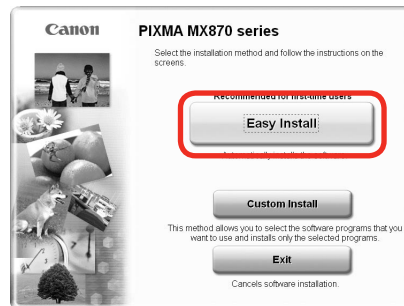 Canon
PIXMA MX870 series
Select the installation method and follow the instructions on the
screens.
Recommended for first-time users
Easy Install
Custom Install
This method allows you to select the software programs that you
want to use and installs only the selected programs.
Exit
Cancels software installation.